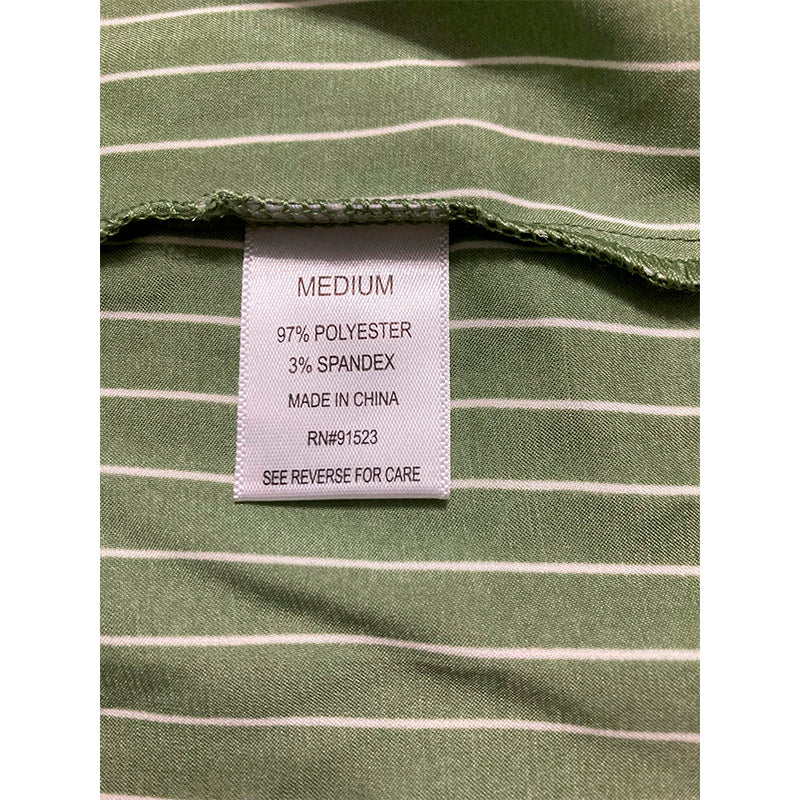 MEDIUM
97% POLYESTER
3% SPANDEX
MADE IN CHINA
RN#91523
SEE REVERSE FOR CARE